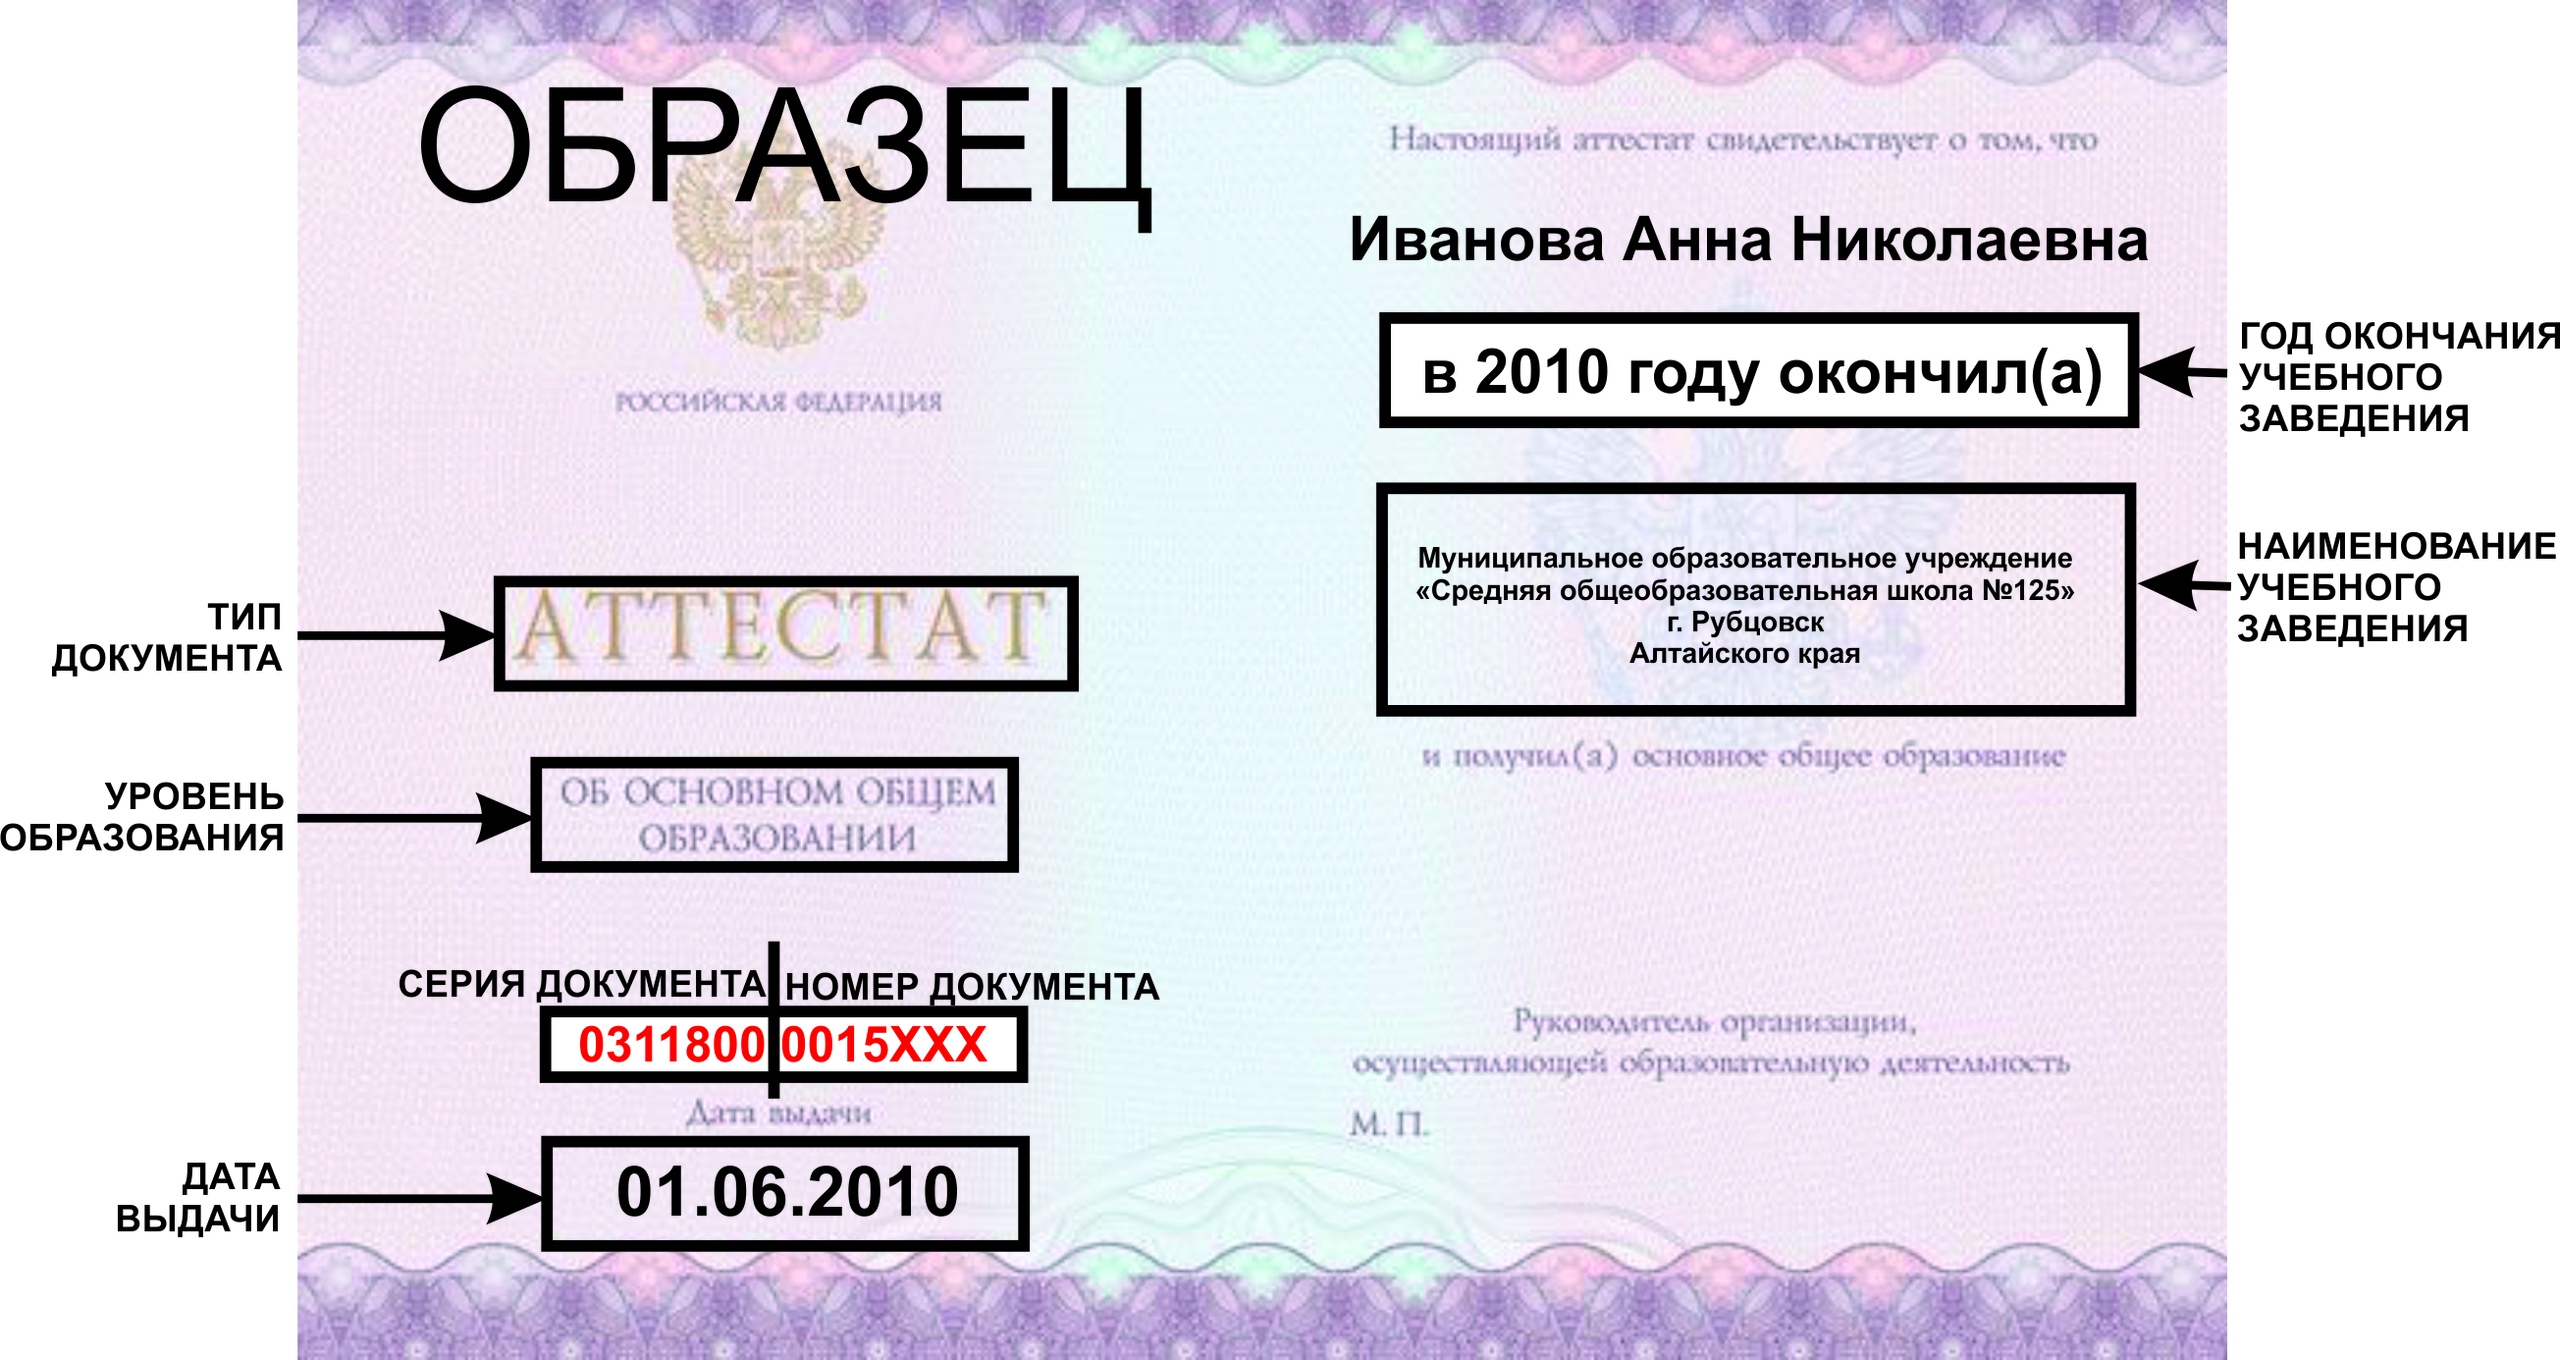 ОБРАЗЕЦ
РОССИЙСКАЯ ФЕДЕРАЦИЯ
ТИП
ДОКУМЕНТА
АТТЕСТАТ
УРОВЕНЬ
ОБРАЗОВАНИЯ
ОБ ОСНОВНОМ ОБЩЕМ
ОБРАЗОВАНИИ
СЕРИЯ ДОКУМЕНТА НОМЕР ДОКУМЕНТА
0311800 0015XXX
Дата выдачи
ДАТА
ВЫДАЧИ
01.06.2010
Настоящий аттестат свидетельствует о том, что
Иванова Анна Николаевна
в 2010 году окончил(а)
ГОД ОКОНЧАНИЯ
УЧЕБНОГО
ЗАВЕДЕНИЯ
Муниципальное образовательное учреждение
«Средняя общеобразовательная школа №125»
г. Рубцовск
Алтайского края
НАИМЕНОВАНИЕ
УЧЕБНОГО
ЗАВЕДЕНИЯ
и получил(а) основное общее образование
Руководитель организации,
осуществляющей образовательную деятельность
М. П.